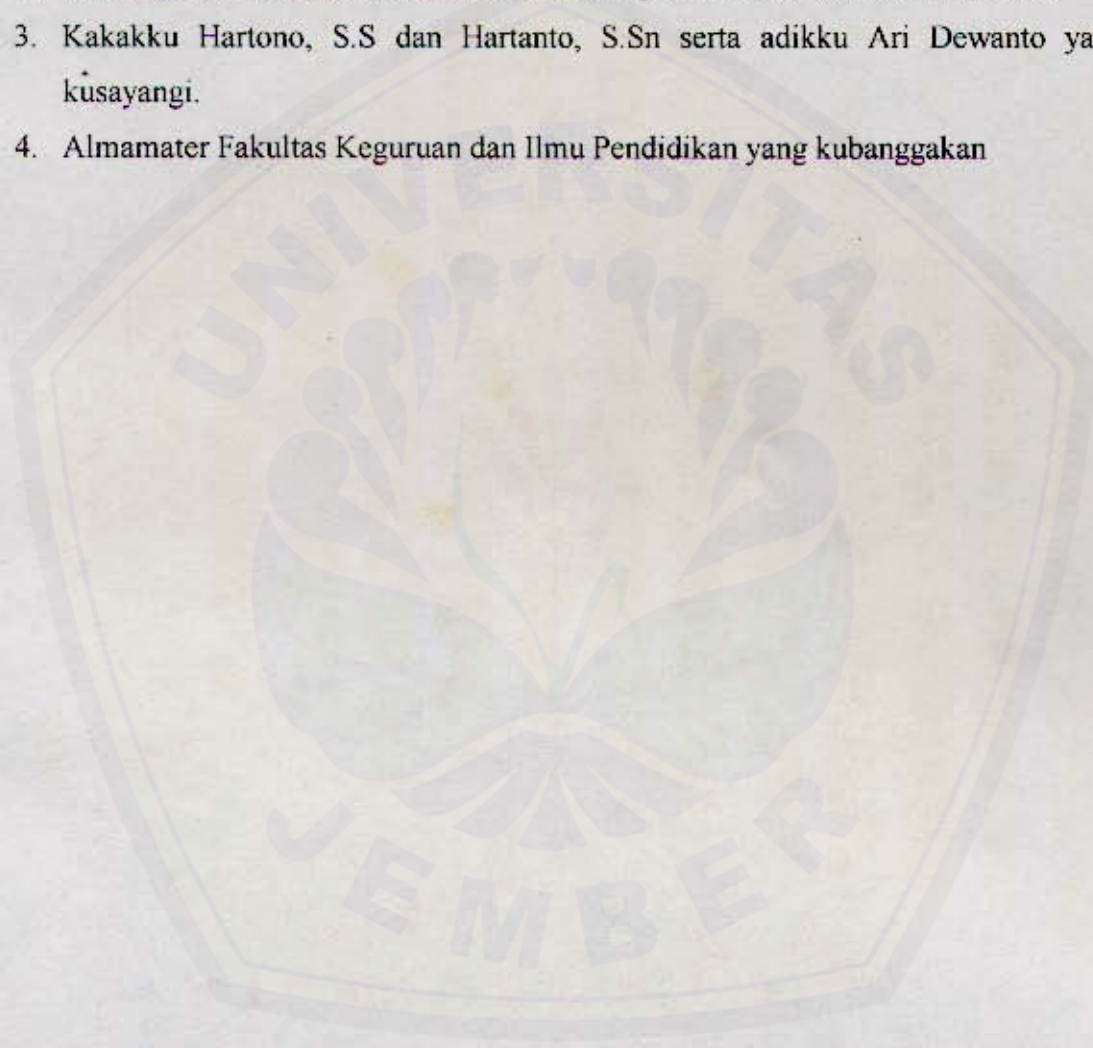 3. Kakakku Hartono, S.S dan Hartanto, S.Sn serta adikku Ari Dewanto ya
kusayangi.
4. Almamater Fakultas Keguruan dan Ilmu Pendidikan yang kubanggakan
UNIVERSITAS
JEMBER